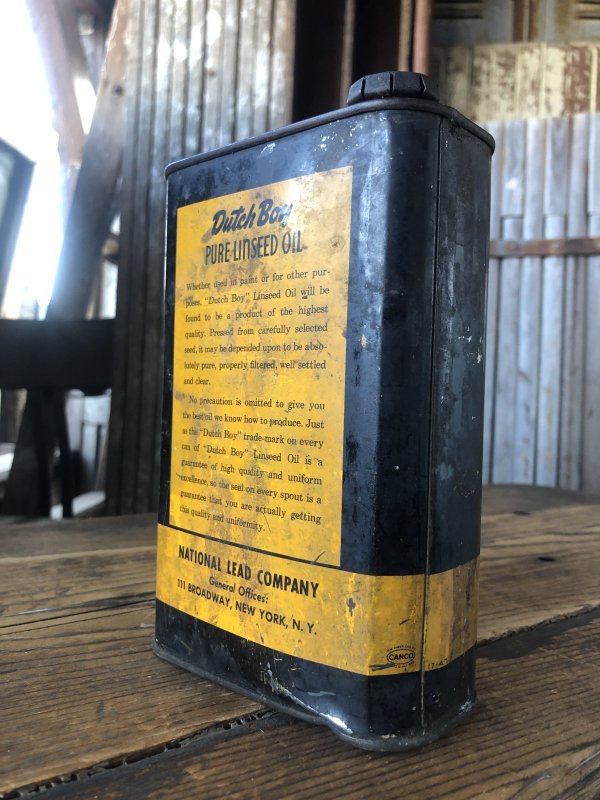 Dutch Boy
PURE LINSEED OIL
Whether used in paint or for other pur-
poses, "Dutch Boy" Linseed Oil will be
found to be a product of the highest
quality. Pressed from carefully selected
seed, it may be depended upon to be abso-
lutely pure, properly filtered, well settled
and clear.
No precaution is omitted to give you
the best oil we know how to produce. Just
as the "Dutch Boy" trade-mark on every
can of "Dutch Boy" Linseed Oil is a
guarantee of high quality and uniform
excellence, so the seal on every spout is a
guarantee that you are actually getting
this quality and uniformity.
NATIONAL LEAD COMPANY
General Offices:
111 BROADWAY, NEW YORK, N. Y.
CANCO